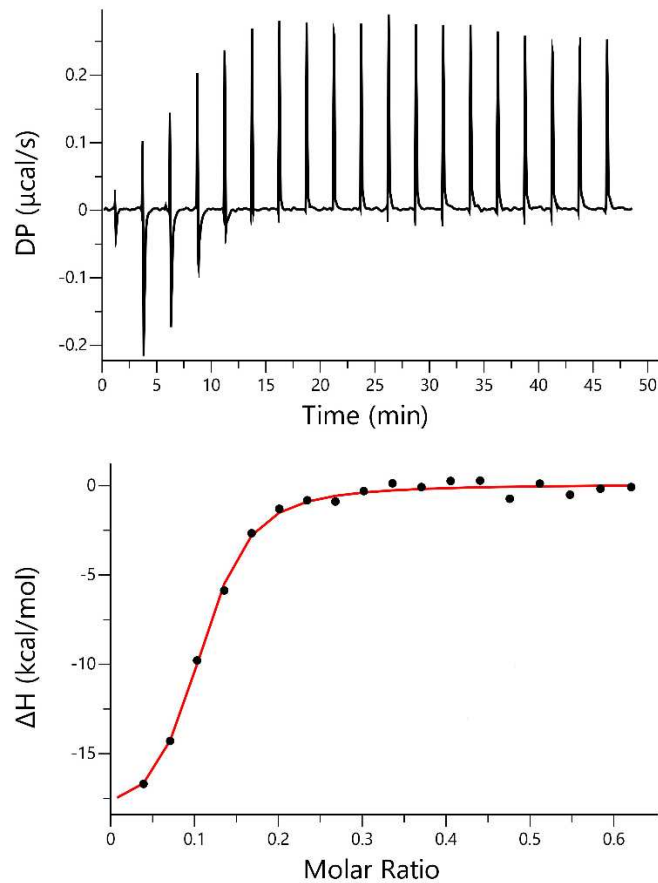 DP (µcal/s)
0.2
0.1
0
-0.1
-0.2
0 5 10 15 20 25 30 35 40 45 50
Time (min)
ΔH (kcal/mol)
0
-5
-10
-15
0 0.1 0.2 0.3 0.4 0.5 0.6
Molar Ratio